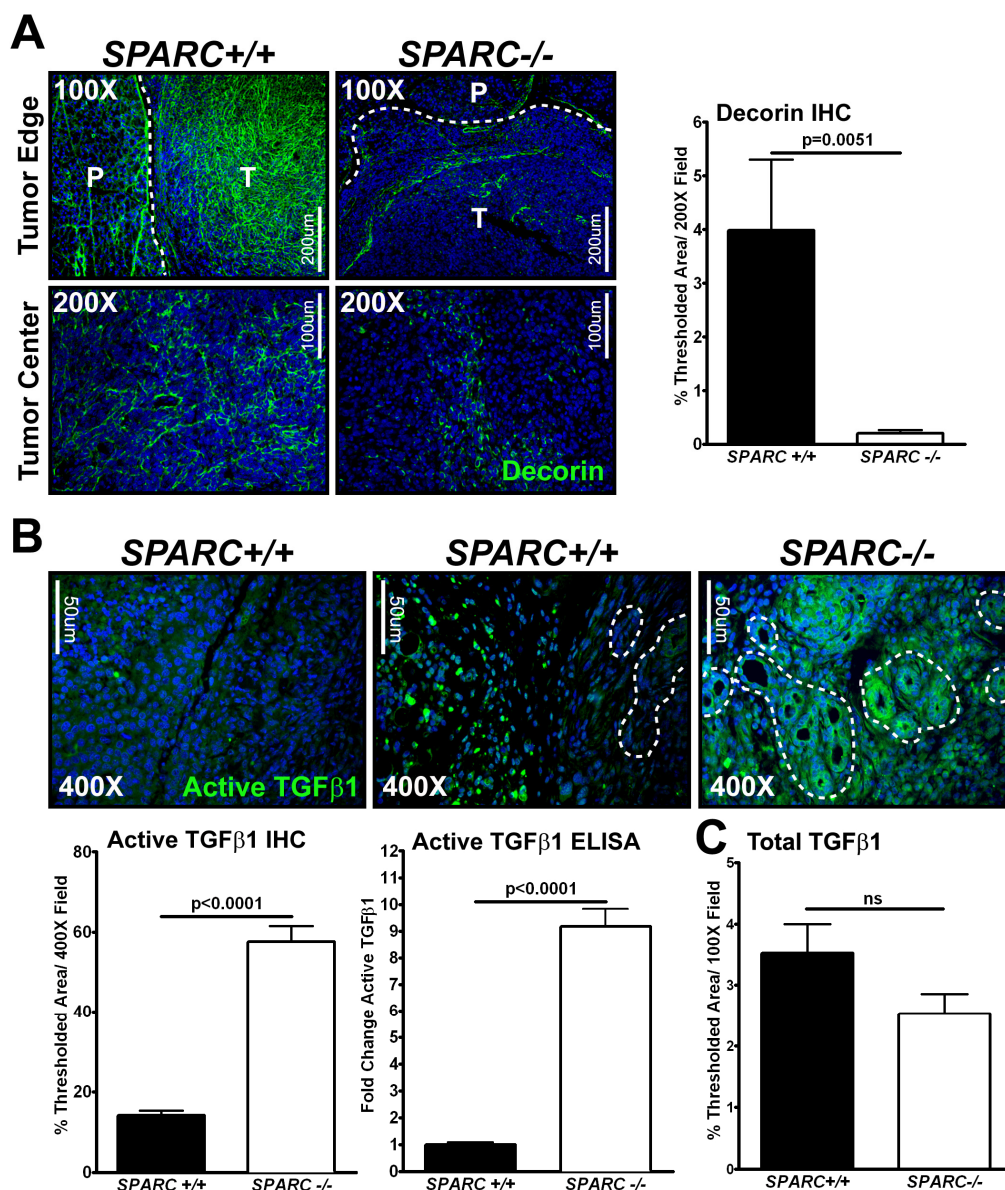 A
SPARC+/+
SPARC-/-
Tumor Edge
100X
P
T
200um
100X
P
T
200um
Tumor Center
200X
100um
200X
100um
Decorin
Decorin IHC
p=0.0051
% Thresholded Area/ 200X Field
6
5
4
3
2
1
0
SPARC +/+
SPARC -/-
B
SPARC+/+
SPARC+/+
SPARC-/-
50um
400X
Active TGFβ1
50um
400X
50um
400X
Active TGFβ1 IHC
p<0.0001
% Thresholded Area/ 400X Field
80
60
40
20
0
SPARC +/+
SPARC -/-
Active TGFβ1 ELISA
p<0.0001
Fold Change Active TGFβ1
12
11
10
9
8
7
6
5
4
3
2
1
0
SPARC +/+
SPARC -/-
C
Total TGFβ1
ns
% Thresholded Area/ 100X Field
5
4
3
2
1
0
SPARC+/+
SPARC-/-